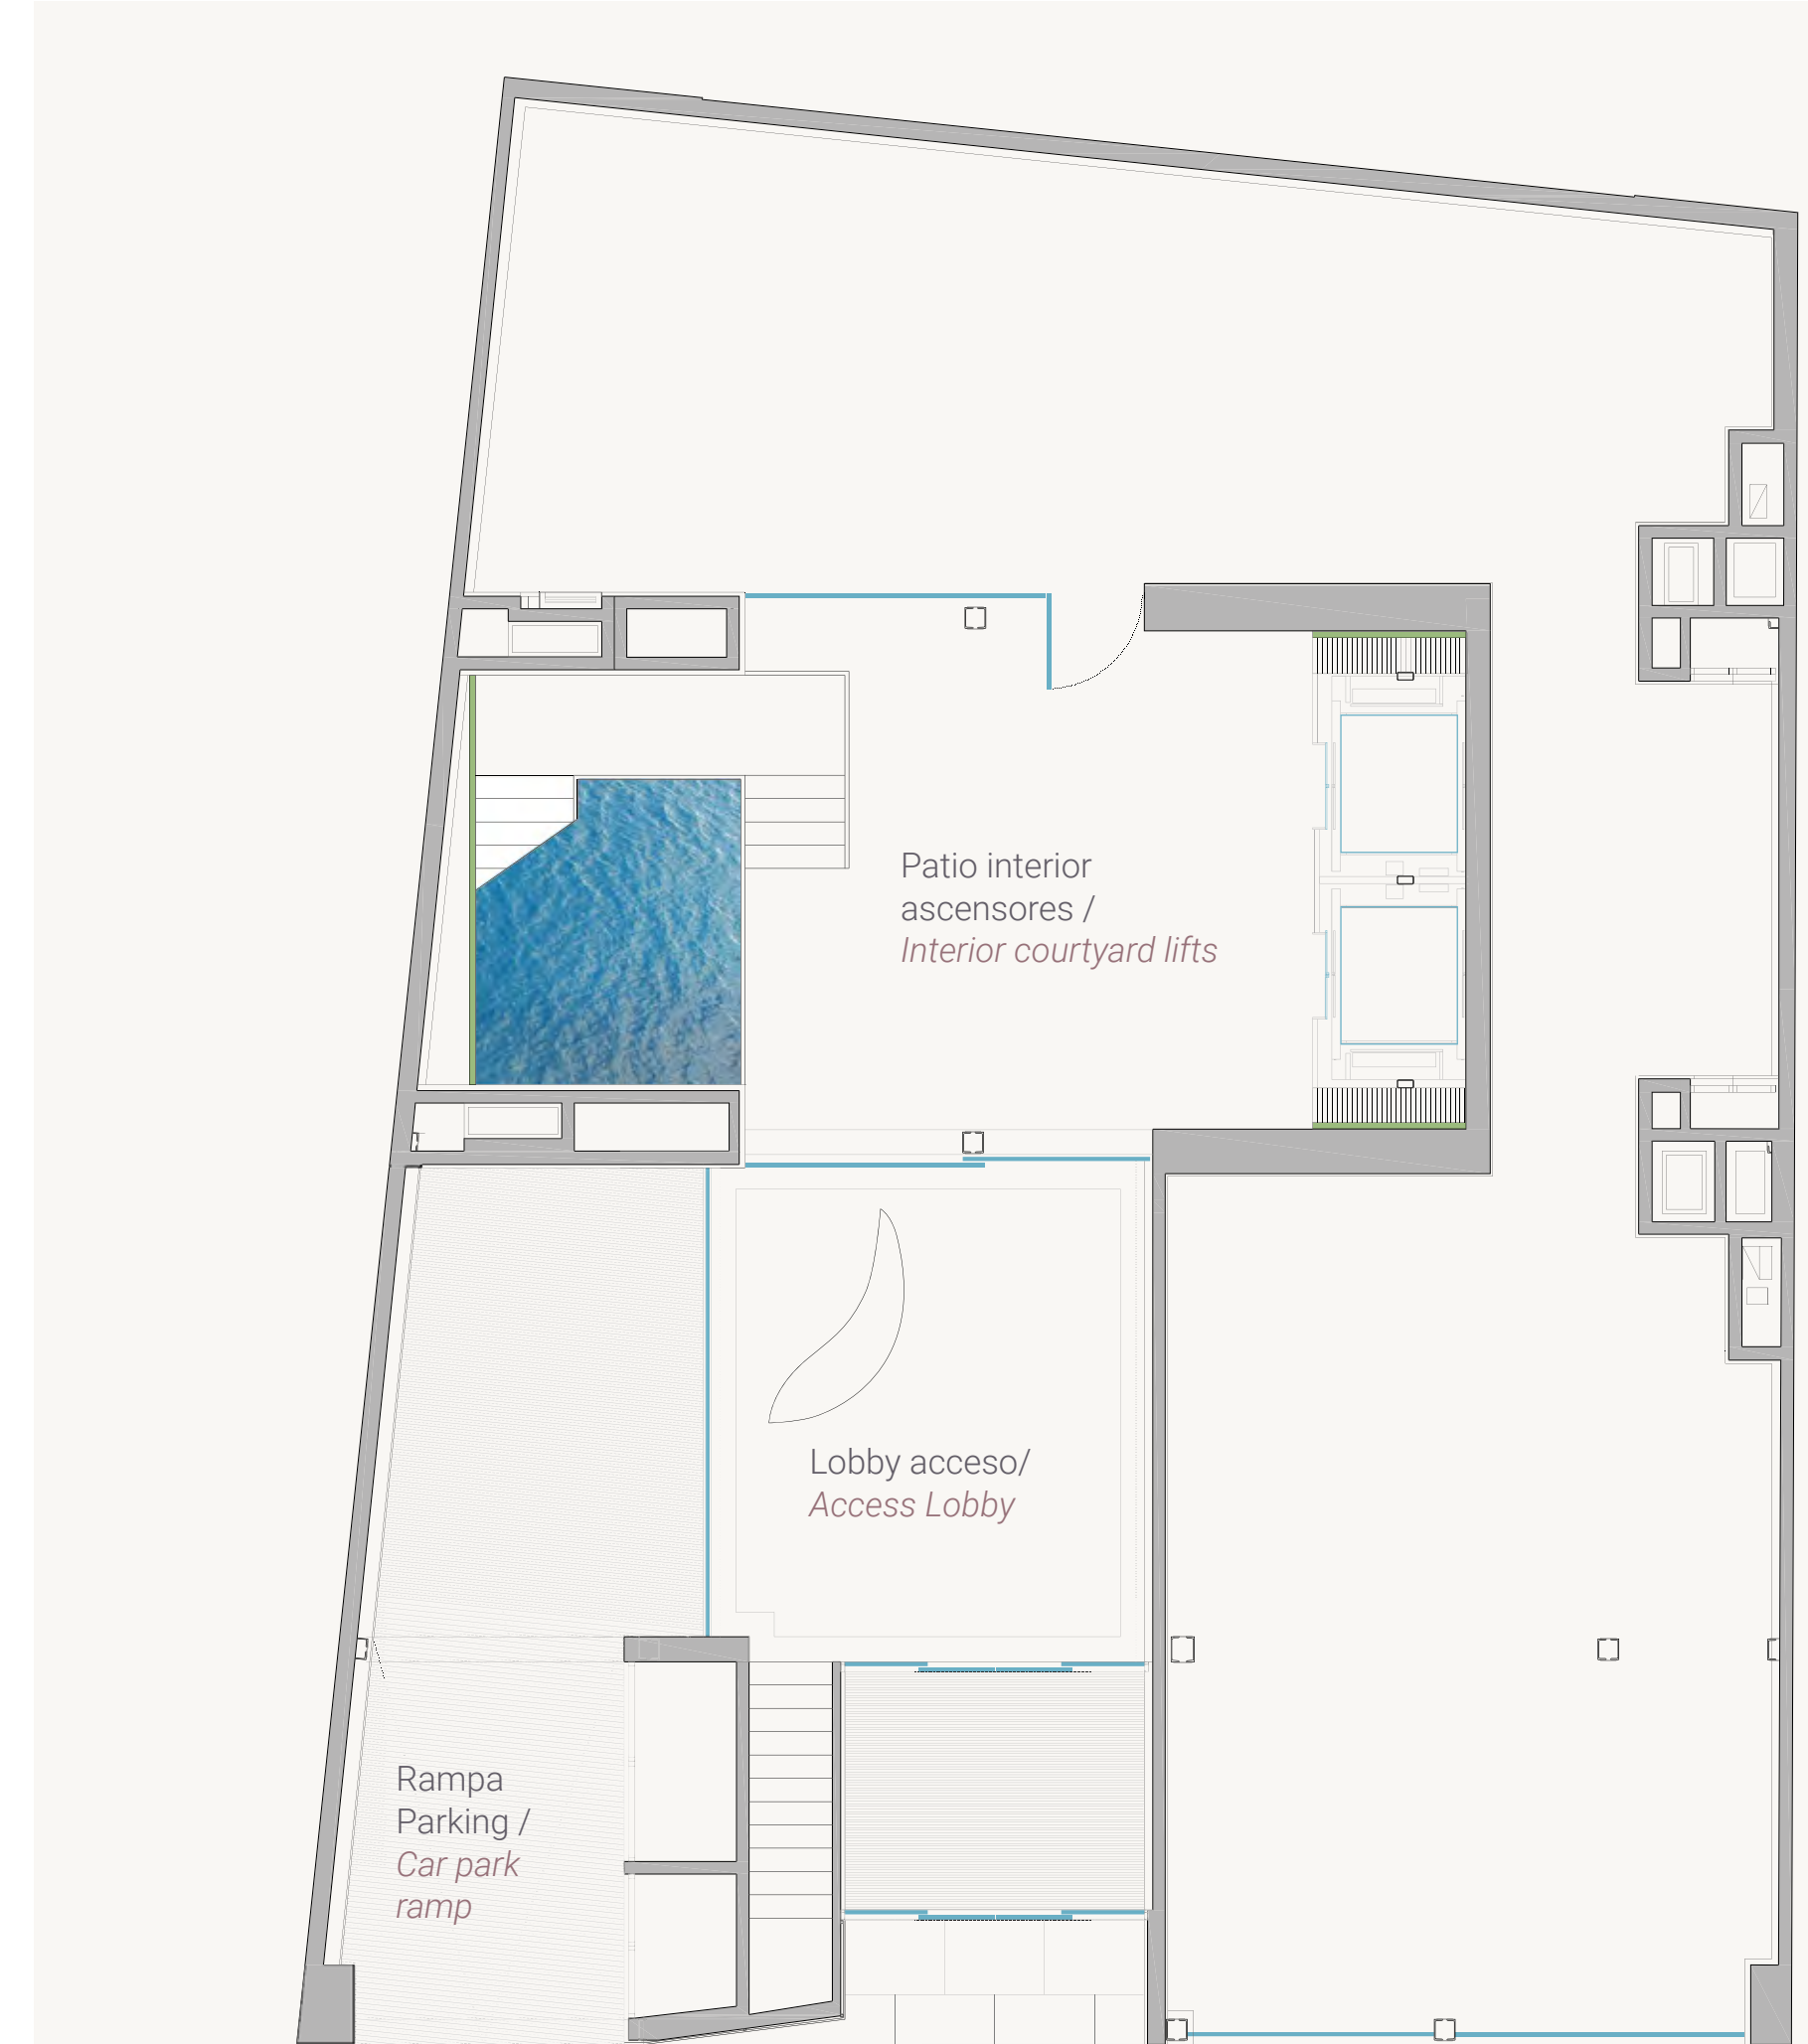 Patio interior
ascensores /
Interior courtyard lifts
Lobby acceso/
Access Lobby
Rampa
Parking /
Car park
ramp